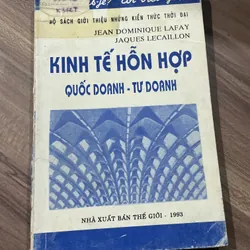 BỘ SÁCH GIỚI THIỆU NHỮNG KIẾN THỨC THỜI ĐẠI
JEAN DOMINIQUE LAFAY
JAQUES LECAILLON
KINH TẾ HỖN HỢP
QUỐC DOANH - TƯ DOANH
NHÀ XUẤT BẢN THẾ GIỚI - 1993